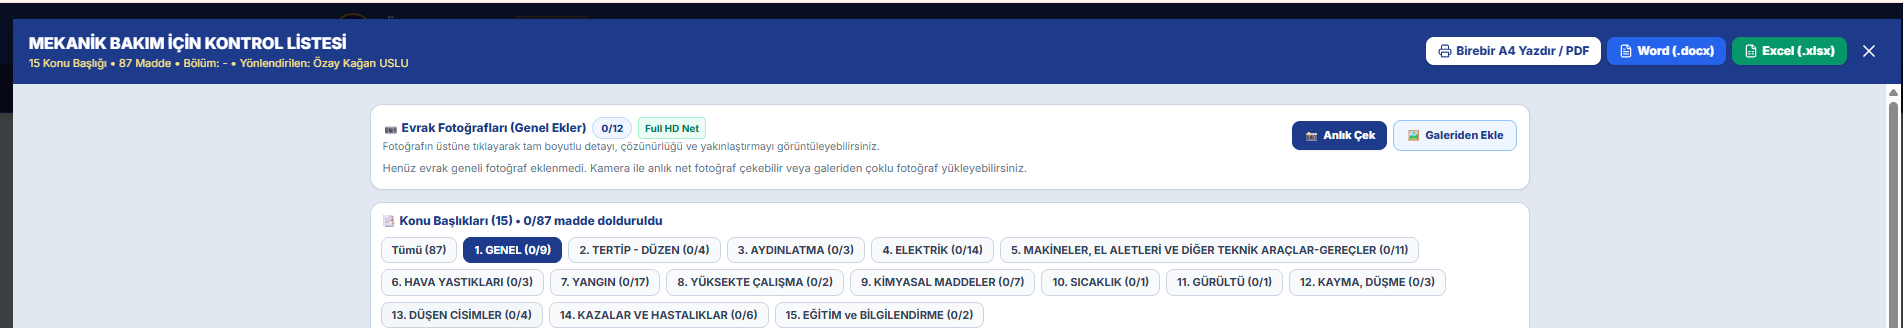 MEKANİK BAKIM İÇİN KONTROL LİSTESİ
15 Konu Başlığı • 87 Madde • Bölüm: - • Yönlendirilen: Özay Kağan USLU
Birebir A4 Yazdır / PDF
Word (.docx)
Excel (.xlsx)
Evrak Fotoğrafları (Genel Ekler) 0/12 Full HD Net
Fotoğrafın üstüne tıklayarak tam boyutlu detayı, çözünürlüğü ve yakınlaştırmayı görüntüleyebilirsiniz.
Anlık Çek
Galeriden Ekle
Henüz evrak geneli fotoğraf eklenmedi. Kamera ile anlık net fotoğraf çekebilir veya galeriden çoklu fotoğraf yükleyebilirsiniz.
Konu Başlıkları (15) • 0/87 madde dolduruldu
Tümü (87) 1. GENEL (0/9) 2. TERTİP - DÜZEN (0/4) 3. AYDINLATMA (0/3) 4. ELEKTRİK (0/14) 5. MAKİNELER, EL ALETLERİ VE DİĞER TEKNİK ARAÇLAR-GEREÇLER (0/11)
6. HAVA YASTIKLARI (0/3) 7. YANGIN (0/17) 8. YÜKSEKTE ÇALIŞMA (0/2) 9. KİMYASAL MADDELER (0/7) 10. SICAKLIK (0/1) 11. GÜRÜLTÜ (0/1) 12. KAYMA, DÜŞME (0/3)
13. DÜŞEN CİSİMLER (0/4) 14. KAZALAR VE HASTALIKLAR (0/6) 15. EĞİTİM ve BİLGİLENDİRME (0/2)